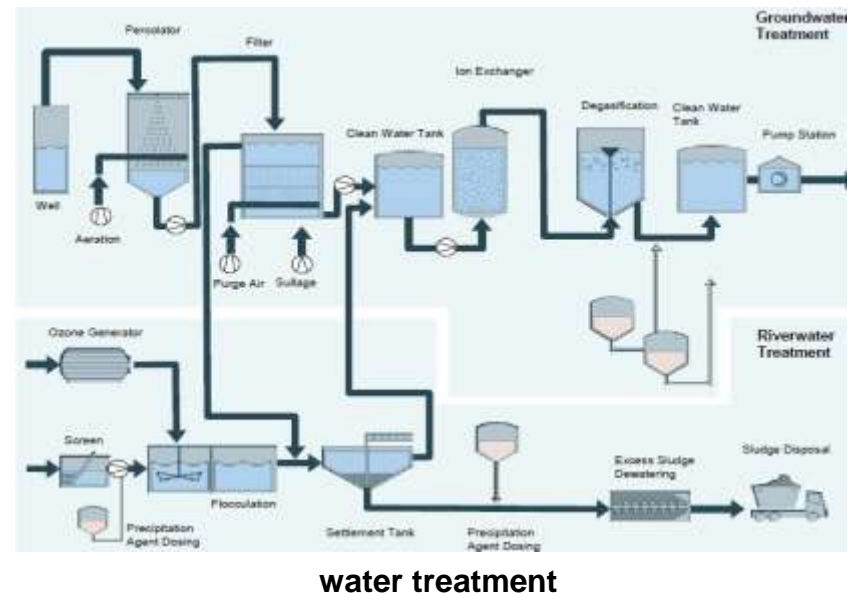 Groundwater
Treatment
Percolator
Filter
Ion Exchanger
Degasification
Clean Water
Tank
Clean Water Tank
Pump Station
Well
Aeration
Purge Air
Sullage
Ozone Generator
Riverwater
Treatment
Screen
Excess Sludge
Dewatering
Sludge Disposal
Flocculation
Precipitation
Agent Dosing
Settlement Tank
Precipitation
Agent Dosing
water treatment